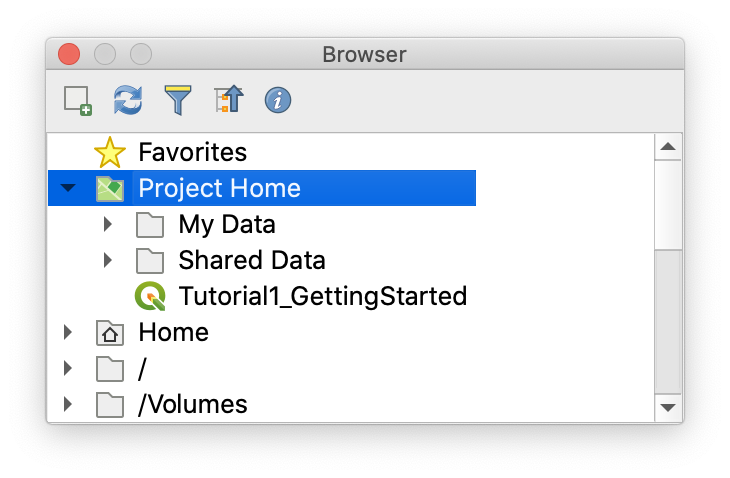 Browser
Favorites
Project Home
My Data
Shared Data
Tutorial1_GettingStarted
Home
/
/Volumes